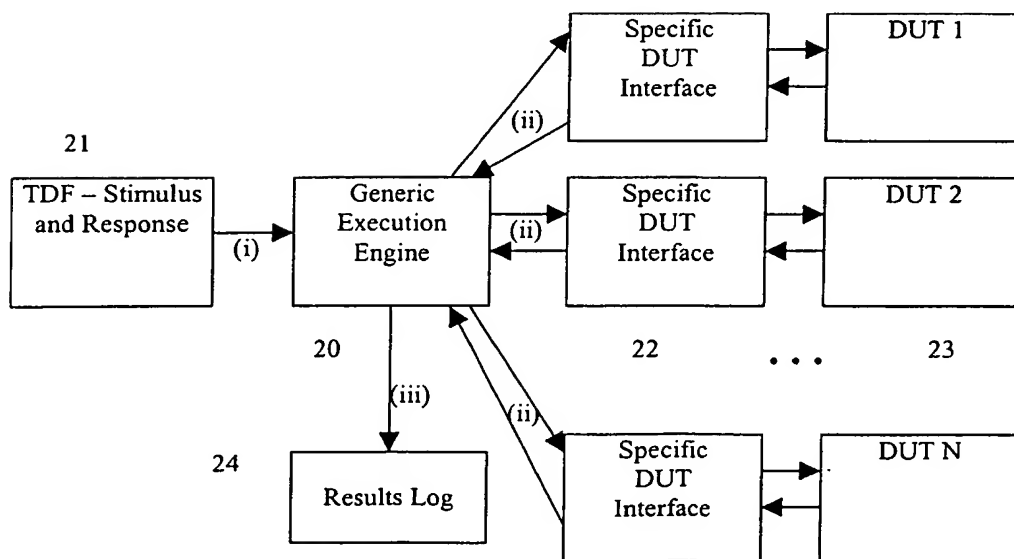 Specific
DUT
Interface
DUT 1
(ii)
21
TDF – Stimulus
and Response
(i)
Generic
Execution
Engine
(ii)
Specific
DUT
Interface
DUT 2
20
22
• • •
23
(iii)
(ii)
24
Results Log
Specific
DUT
Interface
DUT N